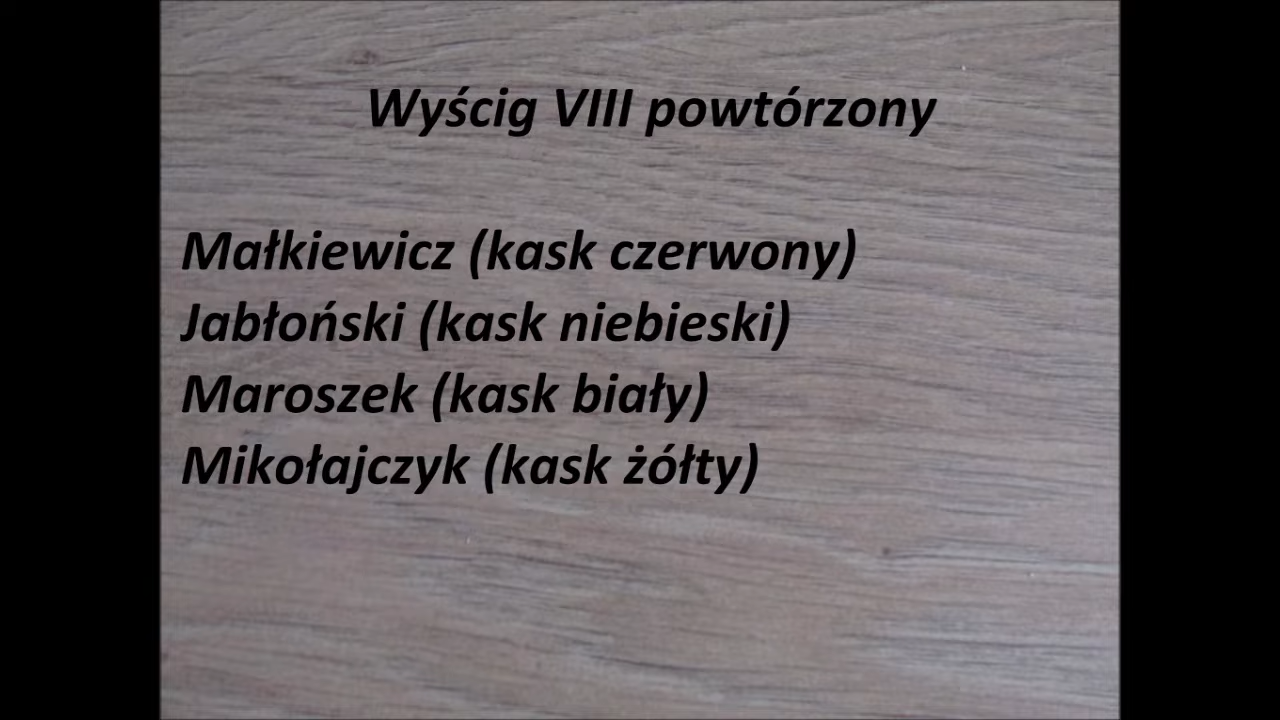 Wyścig VIII powtórzony
Małkiewicz (kask czerwony)
Jabłoński (kask niebieski)
Maroszek (kask biały)
Mikołajczyk (kask żółty)